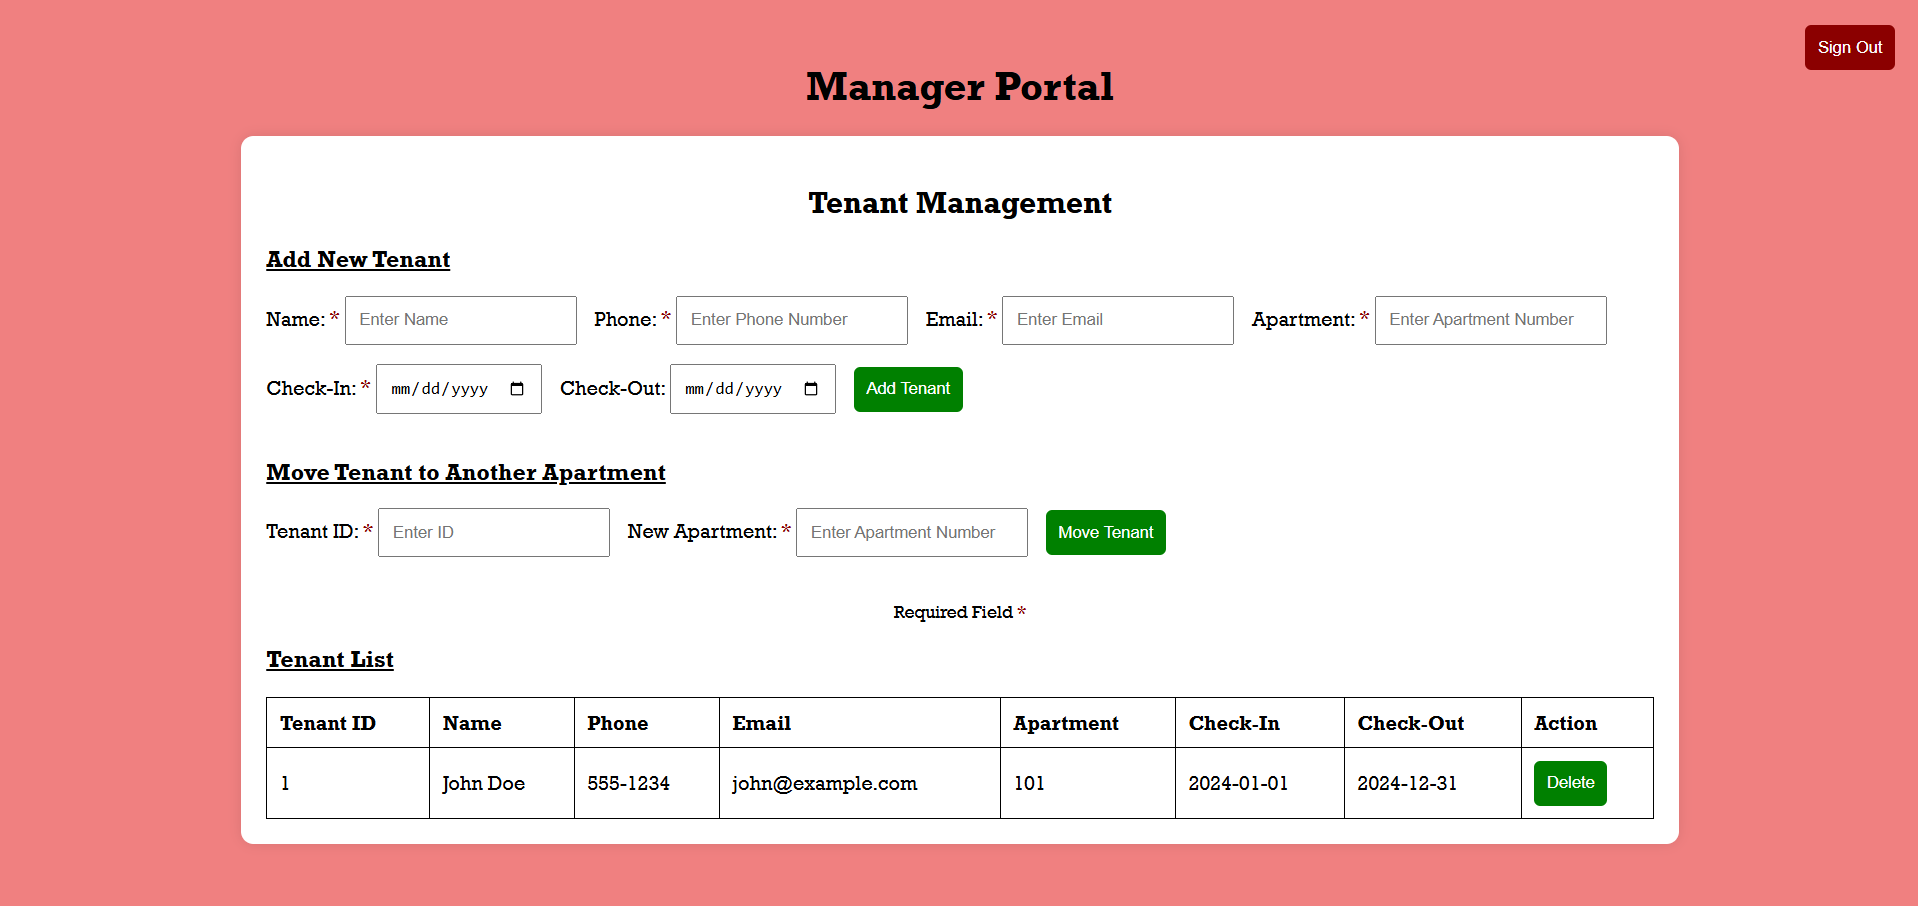 Sign Out
Manager Portal
Tenant Management
Add New Tenant
Name: * Enter Name Phone: * Enter Phone Number Email: * Enter Email Apartment: * Enter Apartment Number
Check-In: * mm/dd/yyyy Check-Out: mm/dd/yyyy Add Tenant
Move Tenant to Another Apartment
Tenant ID: * Enter ID New Apartment: * Enter Apartment Number Move Tenant
Required Field *
Tenant List
Tenant ID Name Phone Email Apartment Check-In Check-Out Action
1 John Doe 555-1234 john@example.com 101 2024-01-01 2024-12-31 Delete